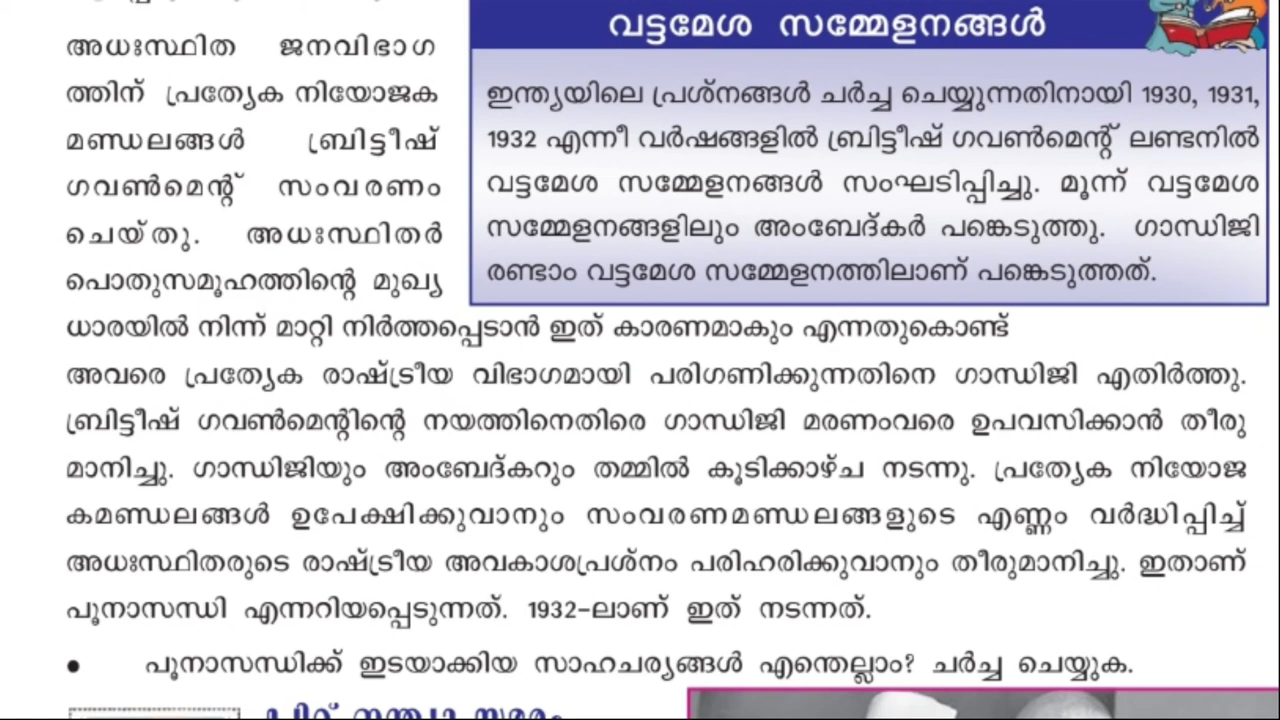 വട്ടമേശ സമ്മേളനങ്ങൾ
ഇന്ത്യയിലെ പ്രശ്നങ്ങൾ ചർച്ച ചെയ്യുന്നതിനായി 1930, 1931,
1932 എന്നീ വർഷങ്ങളിൽ ബ്രിട്ടീഷ് ഗവൺമെന്റ് ലണ്ടനിൽ
വട്ടമേശ സമ്മേളനങ്ങൾ സംഘടിപ്പിച്ചു. മൂന്ന് വട്ടമേശ
സമ്മേളനങ്ങളിലും അംബേദ്കർ പങ്കെടുത്തു. ഗാന്ധിജി
രണ്ടാം വട്ടമേശ സമ്മേളനത്തിലാണ് പങ്കെടുത്തത്.
അധഃസ്ഥിത ജനവിഭാഗ
ത്തിന് പ്രത്യേക നിയോജക
മണ്ഡലങ്ങൾ ബ്രിട്ടീഷ്
ഗവൺമെന്റ് സംവരണം
ചെയ്തു. അധഃസ്ഥിതർ
പൊതുസമൂഹത്തിന്റെ മുഖ്യ
ധാരയിൽ നിന്ന് മാറ്റി നിർത്തപ്പെടാൻ ഇത് കാരണമാകും എന്നതുകൊണ്ട്
അവരെ പ്രത്യേക രാഷ്ട്രീയ വിഭാഗമായി പരിഗണിക്കുന്നതിനെ ഗാന്ധിജി എതിർത്തു.
ബ്രിട്ടീഷ് ഗവൺമെന്റിന്റെ നയത്തിനെതിരെ ഗാന്ധിജി മരണംവരെ ഉപവസിക്കാൻ തീരു
മാനിച്ചു. ഗാന്ധിജിയും അംബേദ്കറും തമ്മിൽ കൂടിക്കാഴ്ച നടന്നു. പ്രത്യേക നിയോജ
കമണ്ഡലങ്ങൾ ഉപേക്ഷിക്കുവാനും സംവരണമണ്ഡലങ്ങളുടെ എണ്ണം വർദ്ധിപ്പിച്ച്
അധഃസ്ഥിതരുടെ രാഷ്ട്രീയ അവകാശപ്രശ്നം പരിഹരിക്കുവാനും തീരുമാനിച്ചു. ഇതാണ്
പൂനാസന്ധി എന്നറിയപ്പെടുന്നത്. 1932-ലാണ് ഇത് നടന്നത്.
• പൂനാസന്ധിക്ക് ഇടയാക്കിയ സാഹചര്യങ്ങൾ എന്തെല്ലാം? ചർച്ച ചെയ്യുക.